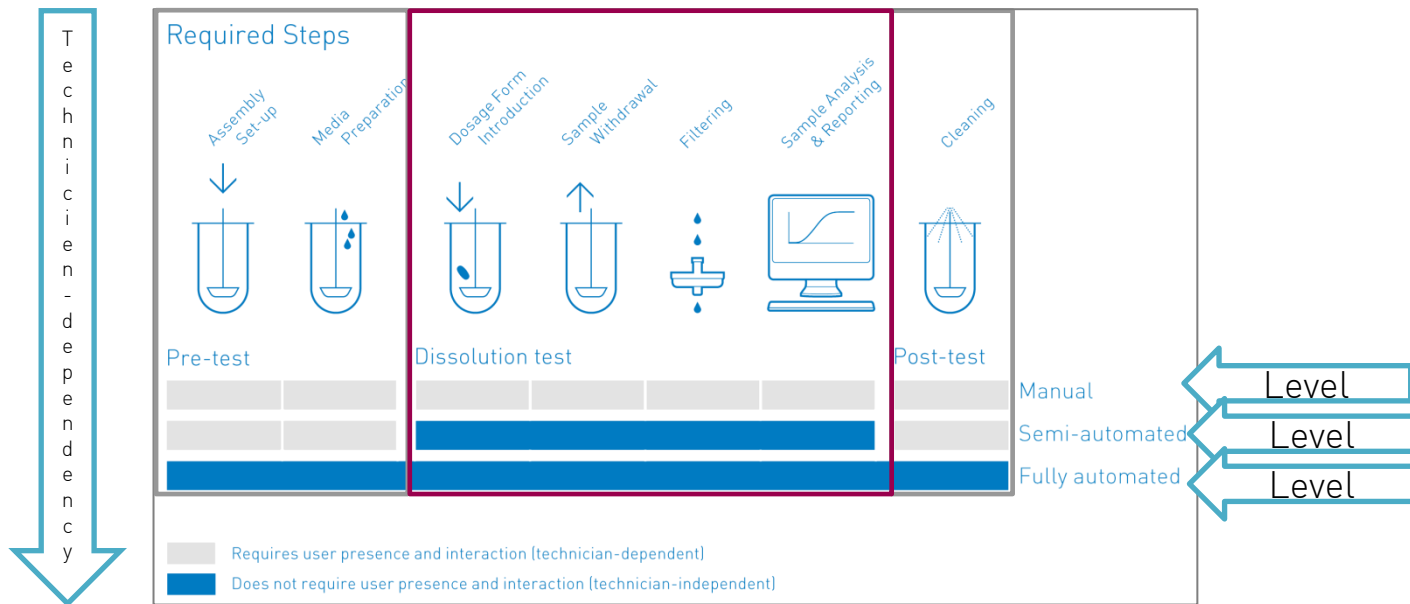 Technicien-dependency
Required Steps
Assembly
Set-up
Media
Preparation
Dosage Form
Introduction
Sample
Withdrawal
Filtering
Sample Analysis
& Reporting
Cleaning
Pre-test
Dissolution test
Post-test
Manual
Level
Semi-automated
Level
Fully automated
Level
Requires user presence and interaction (technician-dependent)
Does not require user presence and interaction (technician-independent)